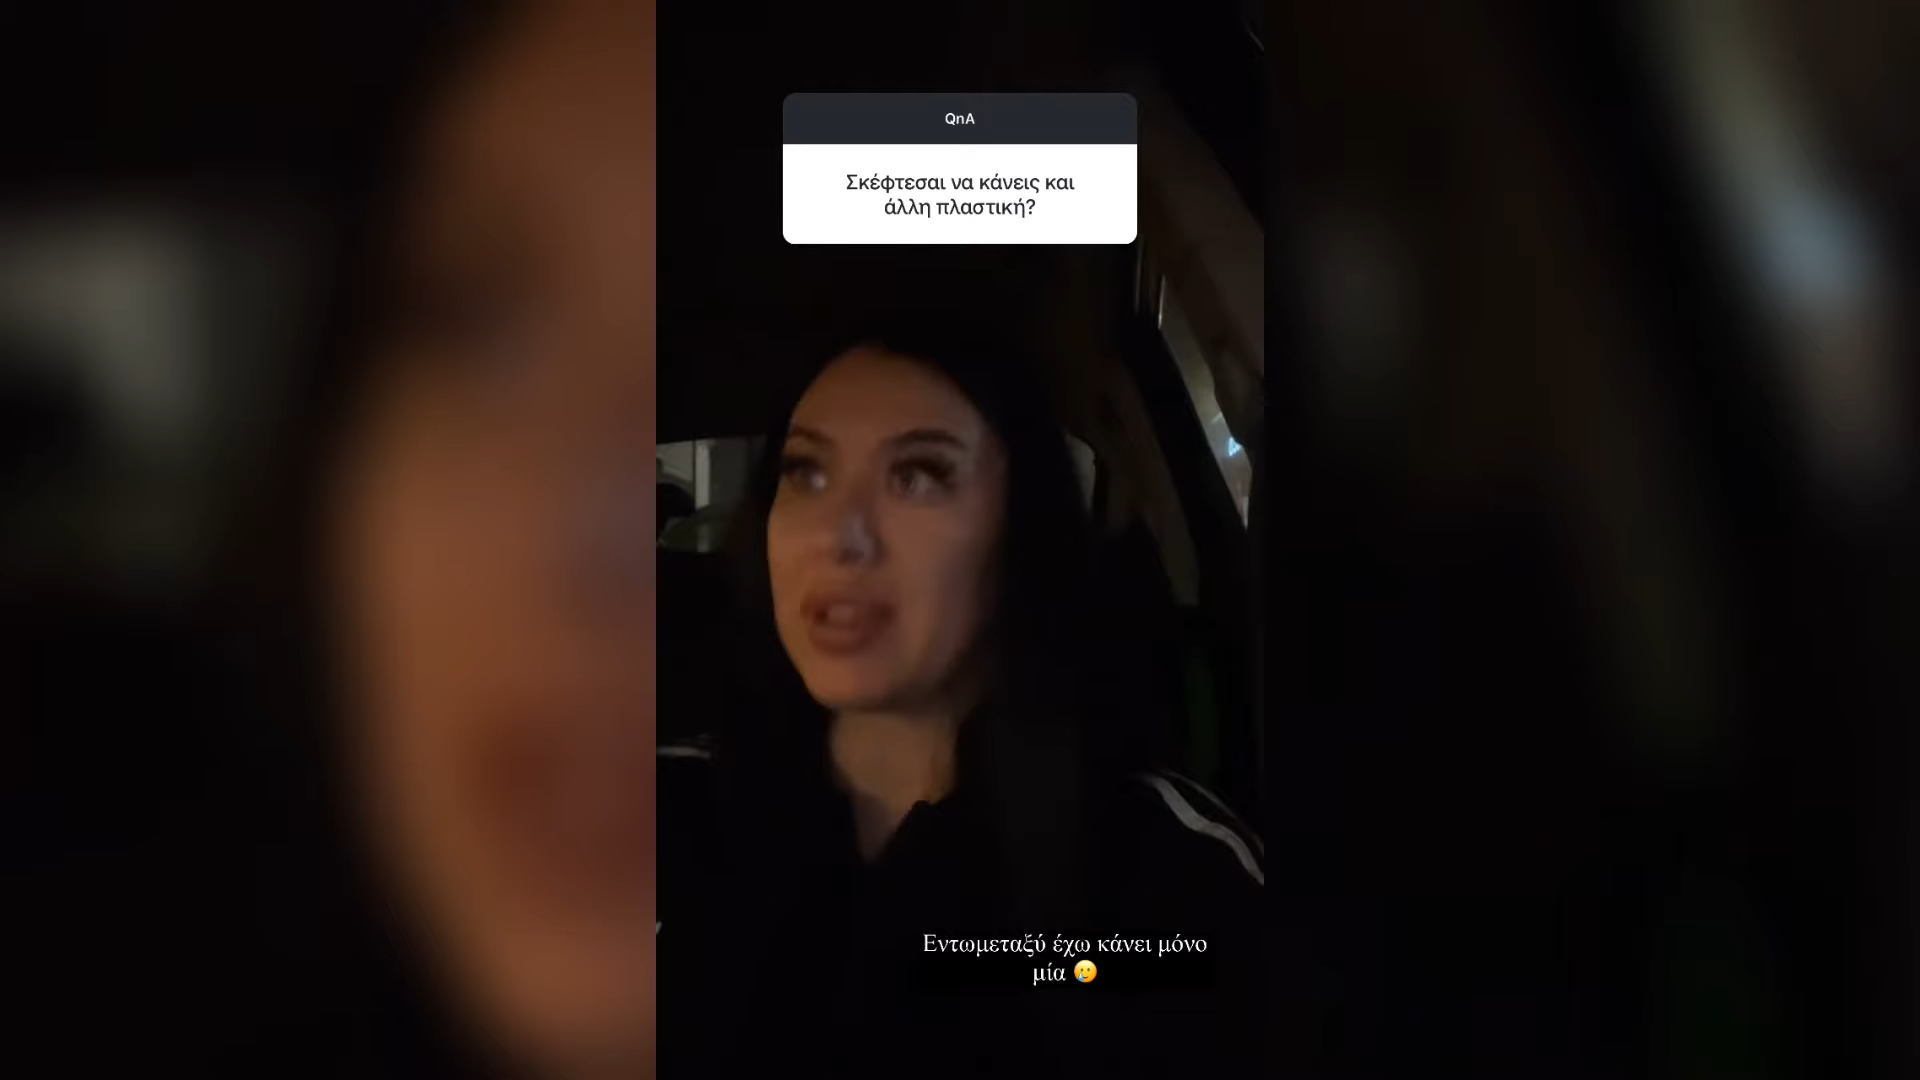 QnA
Σκέφτεσαι να κάνεις και
άλλη πλαστική?
Εντωμεταξύ έχω κάνει μόνο
μία 🥲